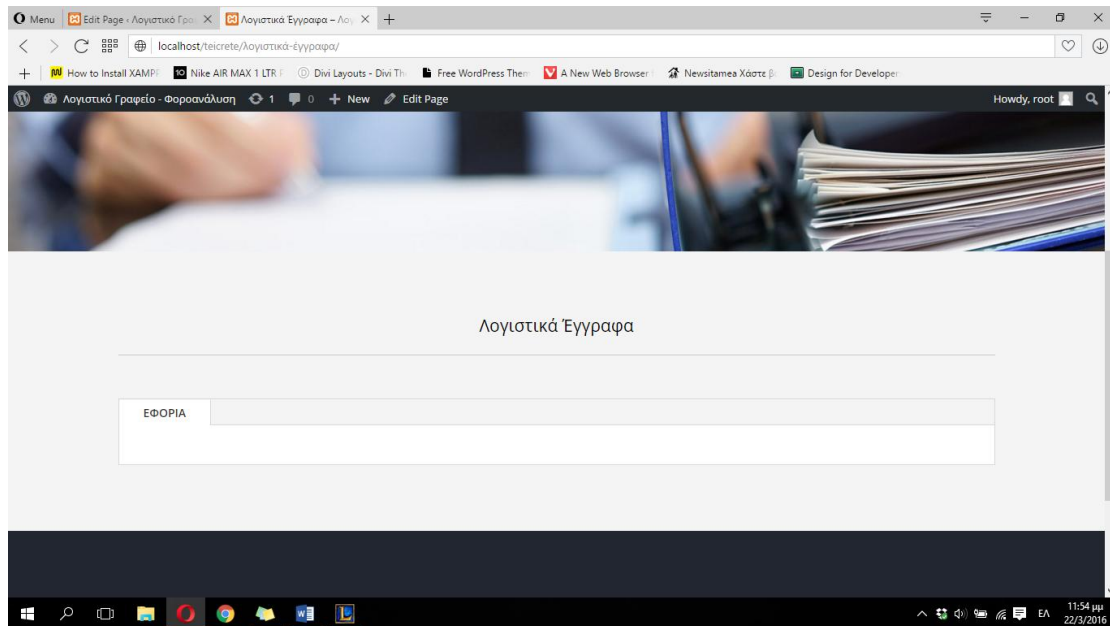 Menu
Edit Page ‹ Λογιστικό Γρα
Λογιστικά Έγγραφα – Λογ
localhost/teicrete/λογιστικά-έγγραφα/
How to Install XAMPP
Nike AIR MAX 1 LTR
Divi Layouts - Divi Th
Free WordPress Them
A New Web Browser
Newsitamea Χάστε β
Design for Developer
Λογιστικό Γραφείο - Φοροανάλυση
1
0
New
Edit Page
Howdy, root
Λογιστικά Έγγραφα
ΕΦΟΡΙΑ
ΕΛ
11:54 μμ
22/3/2016